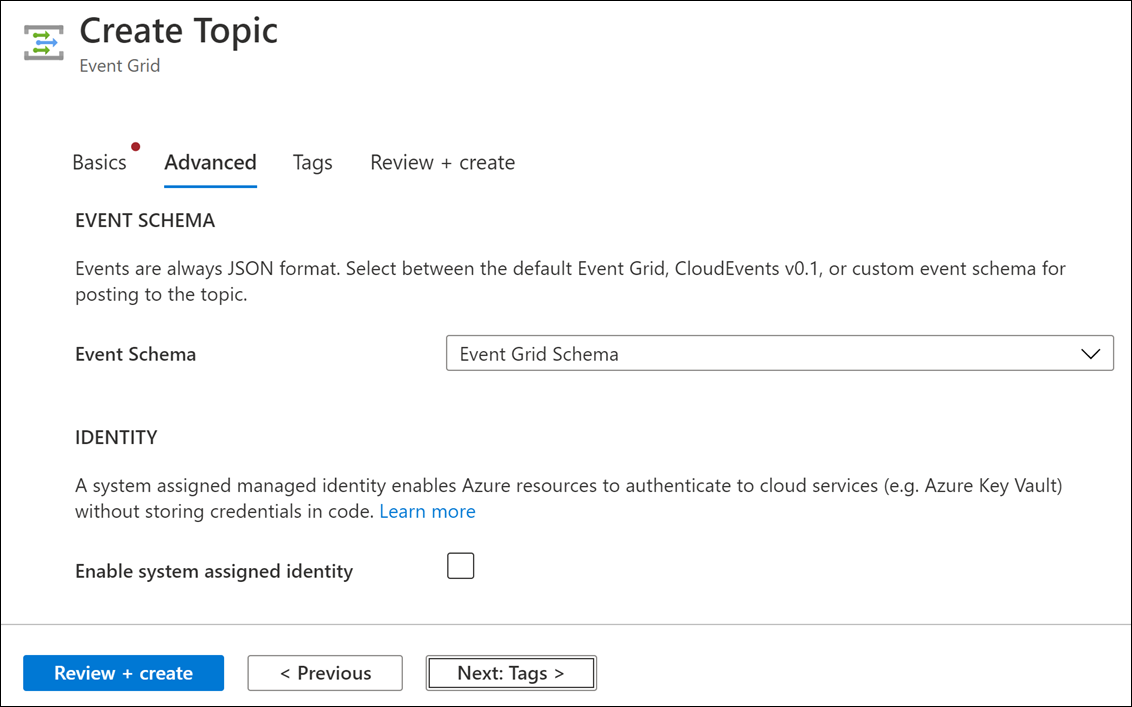 Create Topic
Event Grid
Basics Advanced Tags Review + create
EVENT SCHEMA
Events are always JSON format. Select between the default Event Grid, CloudEvents v0.1, or custom event schema for
posting to the topic.
Event Schema Event Grid Schema
IDENTITY
A system assigned managed identity enables Azure resources to authenticate to cloud services (e.g. Azure Key Vault)
without storing credentials in code. Learn more
Enable system assigned identity
Review + create < Previous Next: Tags >